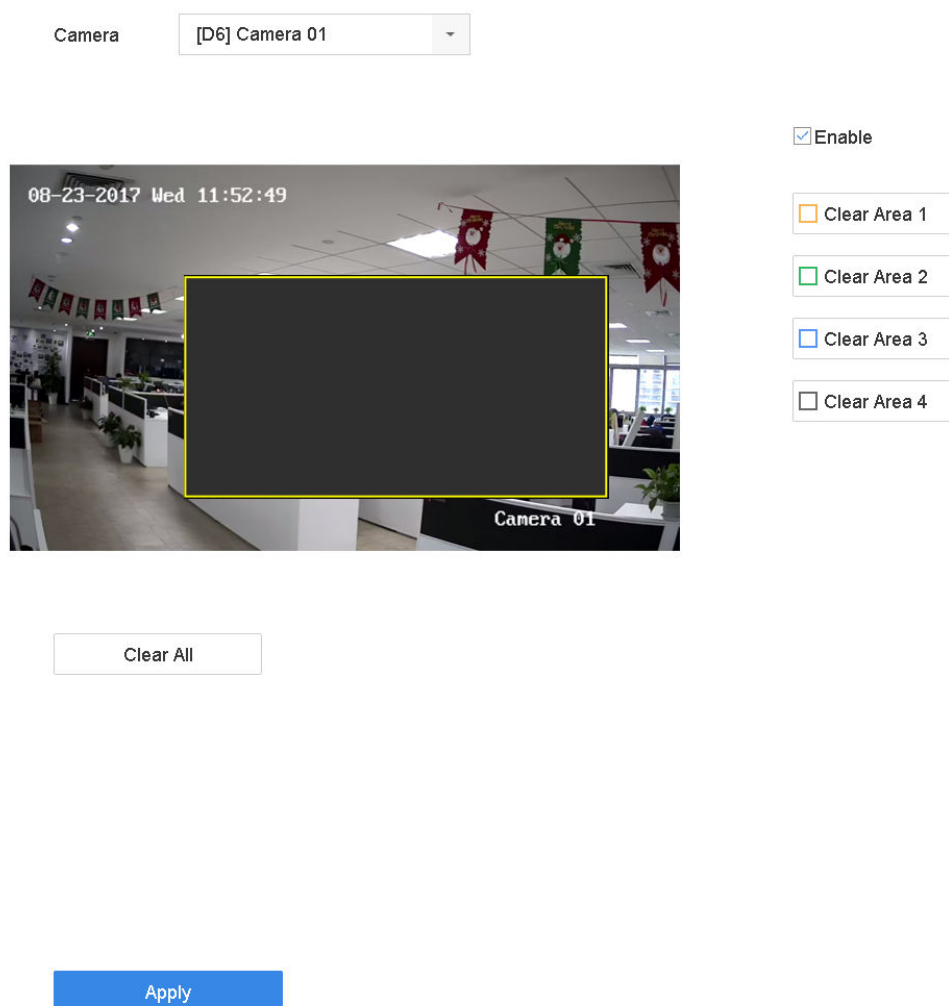 Camera [D6] Camera 01
Enable
08-23-2017 Wed 11:52:49
Clear Area 1
Clear Area 2
Clear Area 3
Clear Area 4
Camera 01
Clear All
Apply